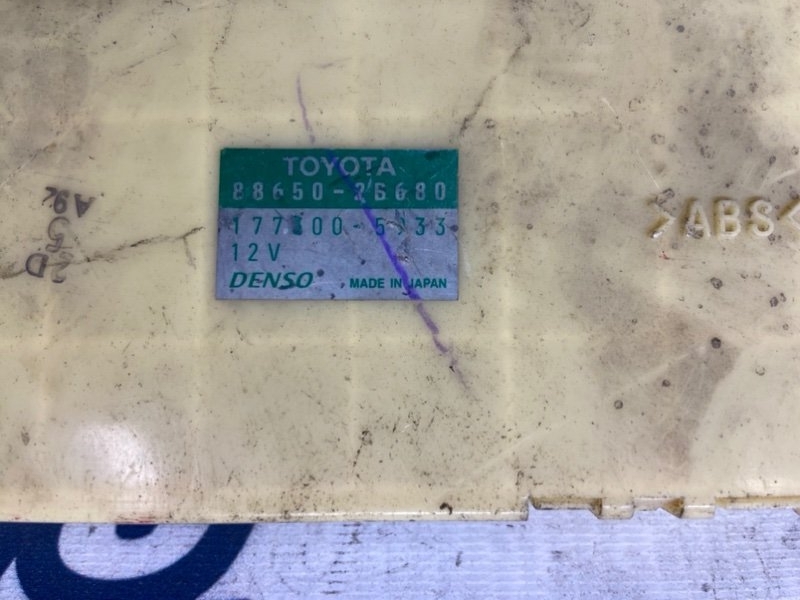 TOYOTA
88650-26680
12V
DENSO MADE IN JAPAN
>ABS<